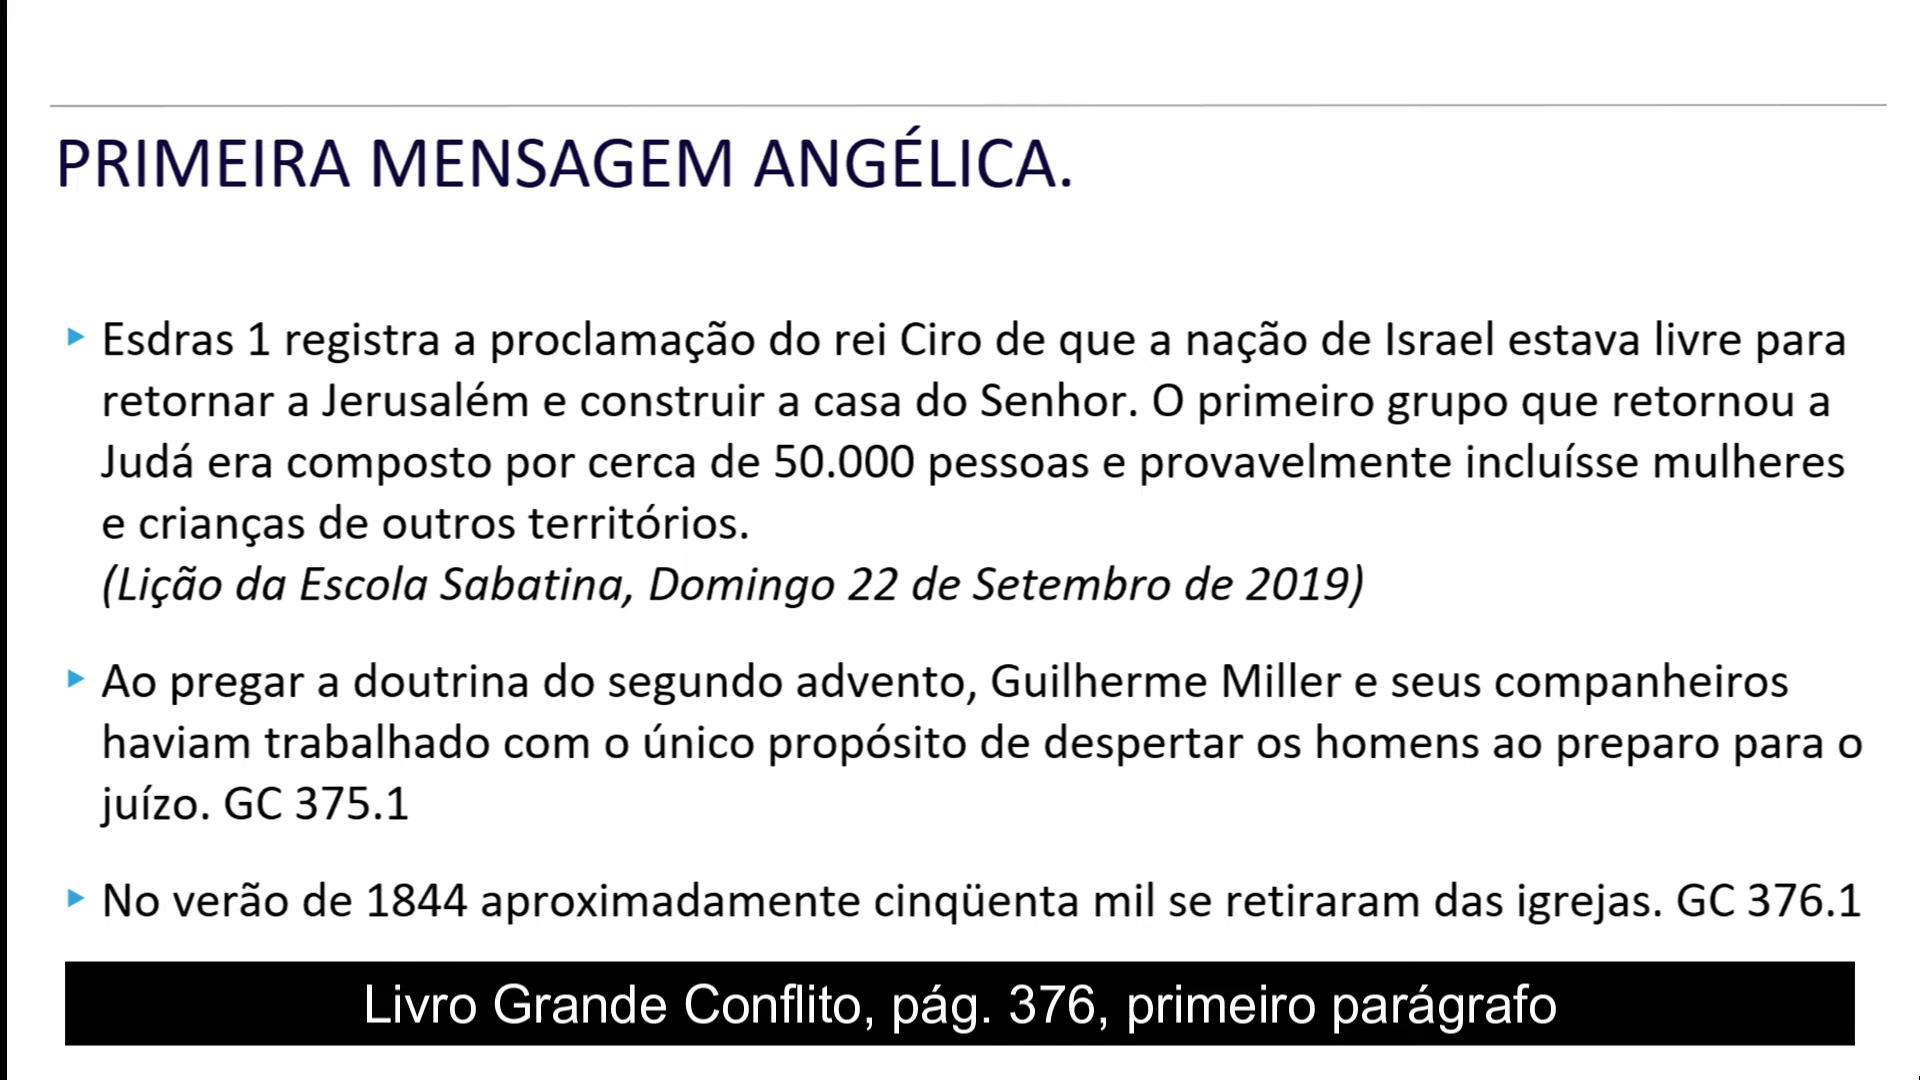 PRIMEIRA MENSAGEM ANGÉLICA.
Esdras 1 registra a proclamação do rei Ciro de que a nação de Israel estava livre para
retornar a Jerusalém e construir a casa do Senhor. O primeiro grupo que retornou a
Judá era composto por cerca de 50.000 pessoas e provavelmente incluísse mulheres
e crianças de outros territórios.
(Lição da Escola Sabatina, Domingo 22 de Setembro de 2019)
Ao pregar a doutrina do segundo advento, Guilherme Miller e seus companheiros
haviam trabalhado com o único propósito de despertar os homens ao preparo para o
juízo. GC 375.1
No verão de 1844 aproximadamente cinqüenta mil se retiraram das igrejas. GC 376.1
Livro Grande Conflito, pág. 376, primeiro parágrafo